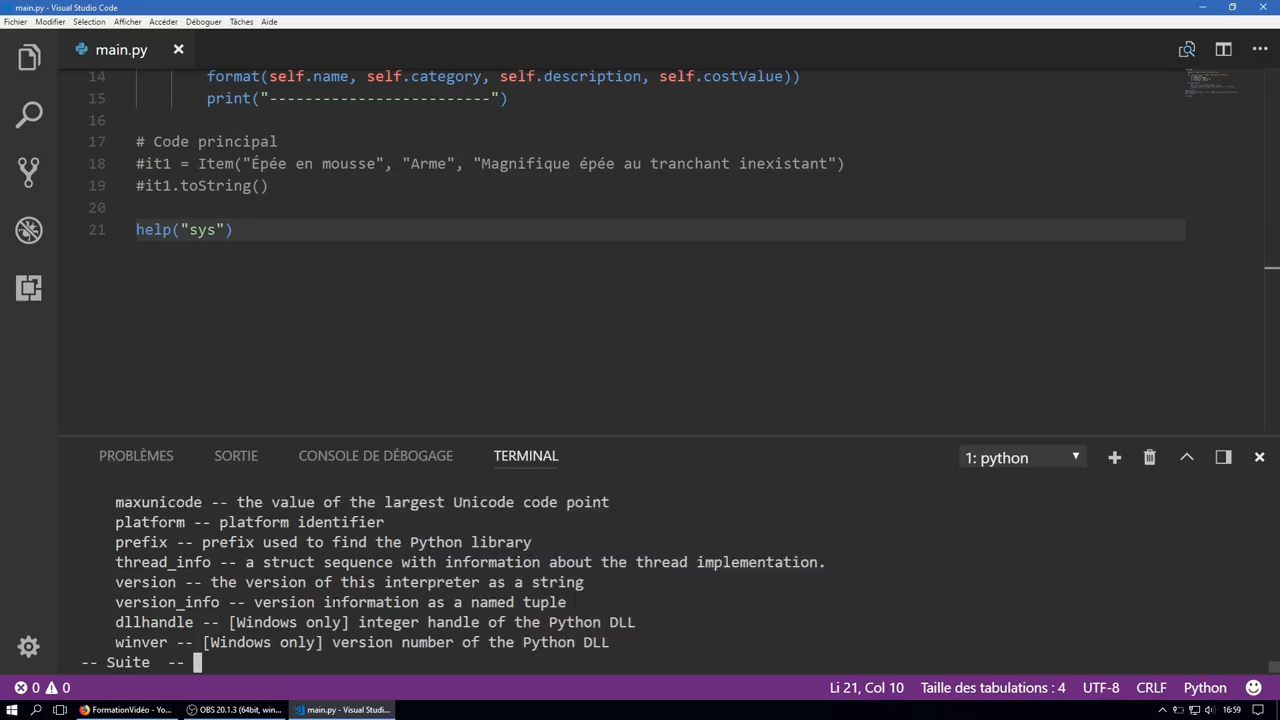 main.py - Visual Studio Code
Fichier Modifier Sélection Afficher Accéder Déboguer Tâches Aide
main.py
14 format(self.name, self.category, self.description, self.costValue))
15 print("-------------------------")
16
17 # Code principal
18 #it1 = Item("Épée en mousse", "Arme", "Magnifique épée au tranchant inexistant")
19 #it1.toString()
20
21 help("sys")
PROBLÈMES SORTIE CONSOLE DE DÉBOGAGE TERMINAL 1: python
maxunicode -- the value of the largest Unicode code point
platform -- platform identifier
prefix -- prefix used to find the Python library
thread_info -- a struct sequence with information about the thread implementation.
version -- the version of this interpreter as a string
version_info -- version information as a named tuple
dllhandle -- [Windows only] integer handle of the Python DLL
winver -- [Windows only] version number of the Python DLL
-- Suite --
0 0 Li 21, Col 10 Taille des tabulations : 4 UTF-8 CRLF Python
FormationVidéo - Yo... OBS 20.1.3 (64bit, win... main.py - Visual Studi... 16:59